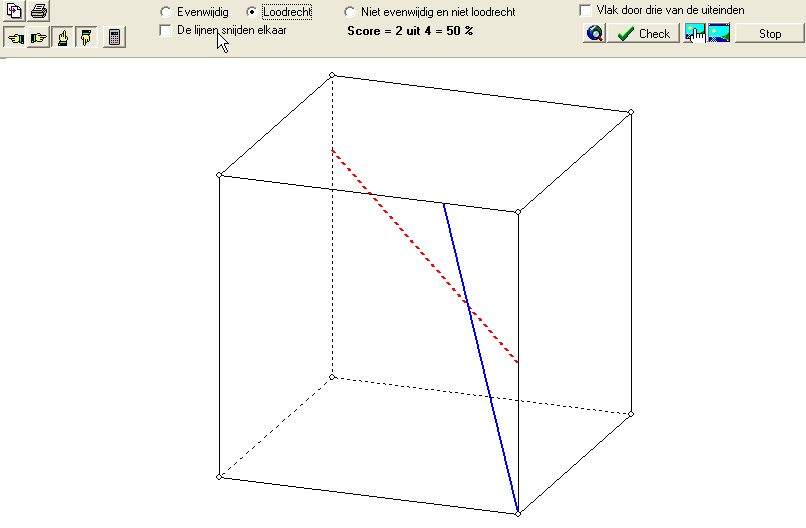 Evenwijdig Loodrecht Niet evenwijdig en niet loodrecht Vlak door drie van de uiteinden
De lijnen snijden elkaar Score = 2 uit 4 = 50 % Check Stop